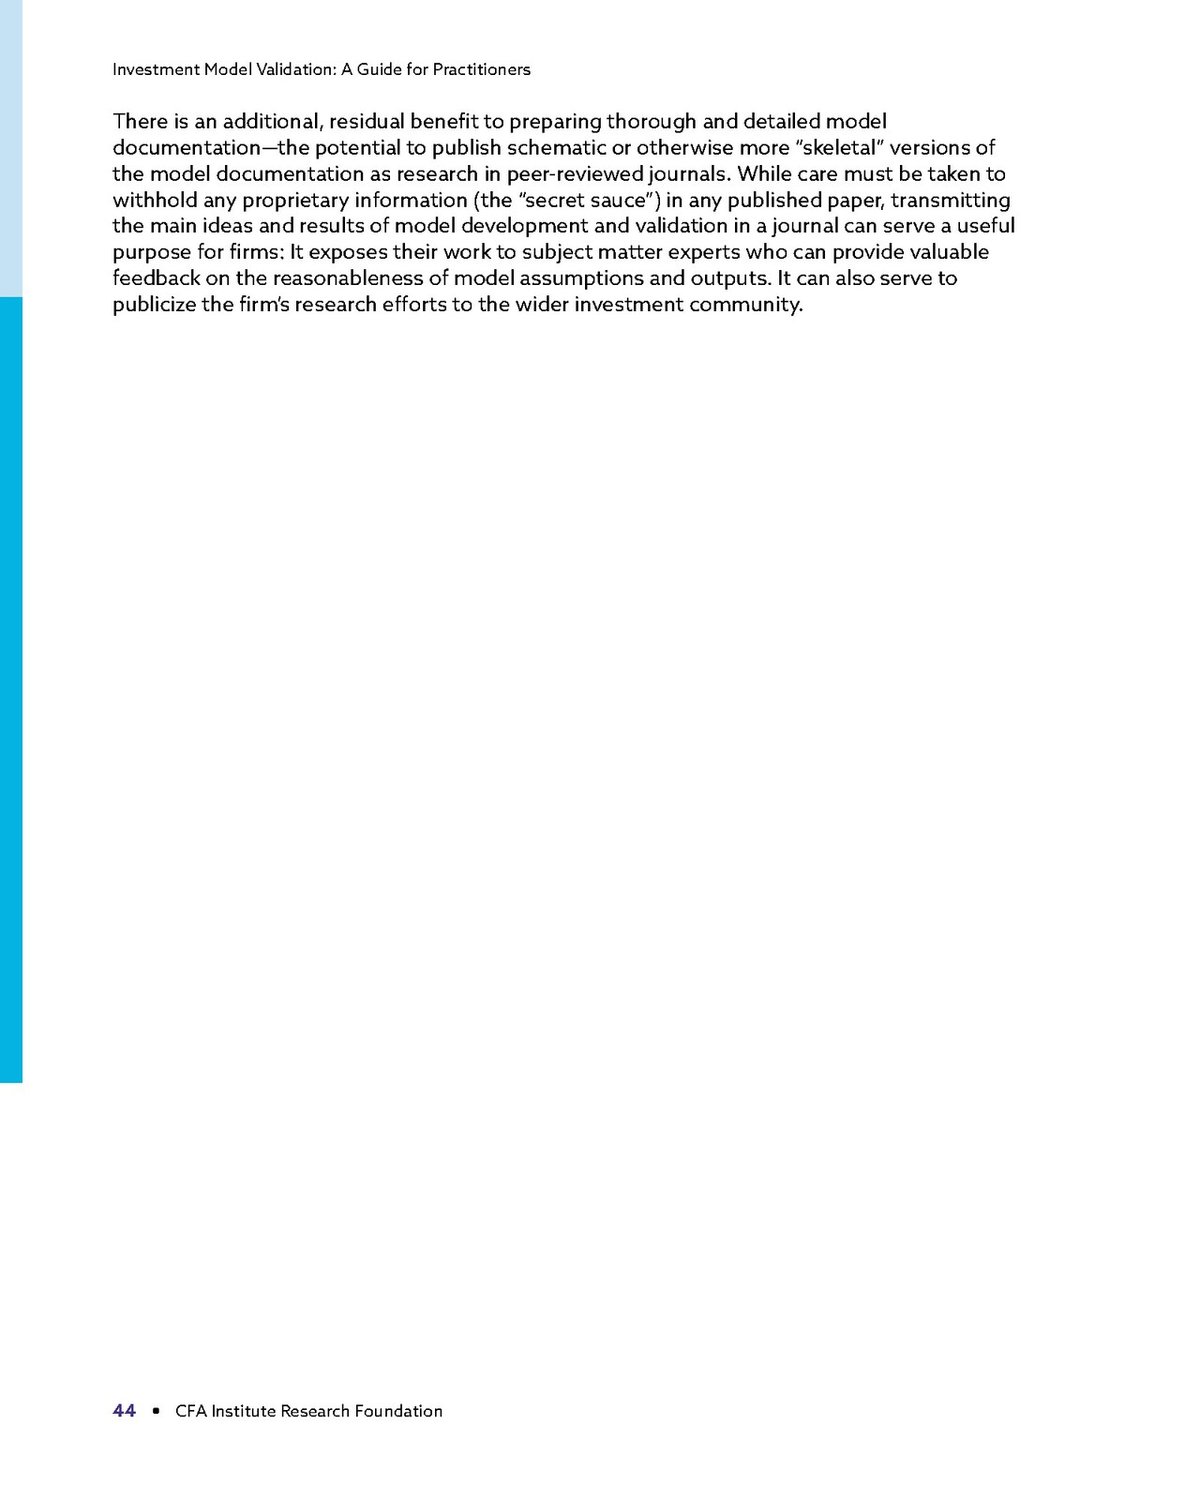 Investment Model Validation: A Guide for Practitioners
There is an additional, residual benefit to preparing thorough and detailed model
documentation—the potential to publish schematic or otherwise more “skeletal” versions of
the model documentation as research in peer-reviewed journals. While care must be taken to
withhold any proprietary information (the “secret sauce”) in any published paper, transmitting
the main ideas and results of model development and validation in a journal can serve a useful
purpose for firms: It exposes their work to subject matter experts who can provide valuable
feedback on the reasonableness of model assumptions and outputs. It can also serve to
publicize the firm’s research efforts to the wider investment community.
44 • CFA Institute Research Foundation